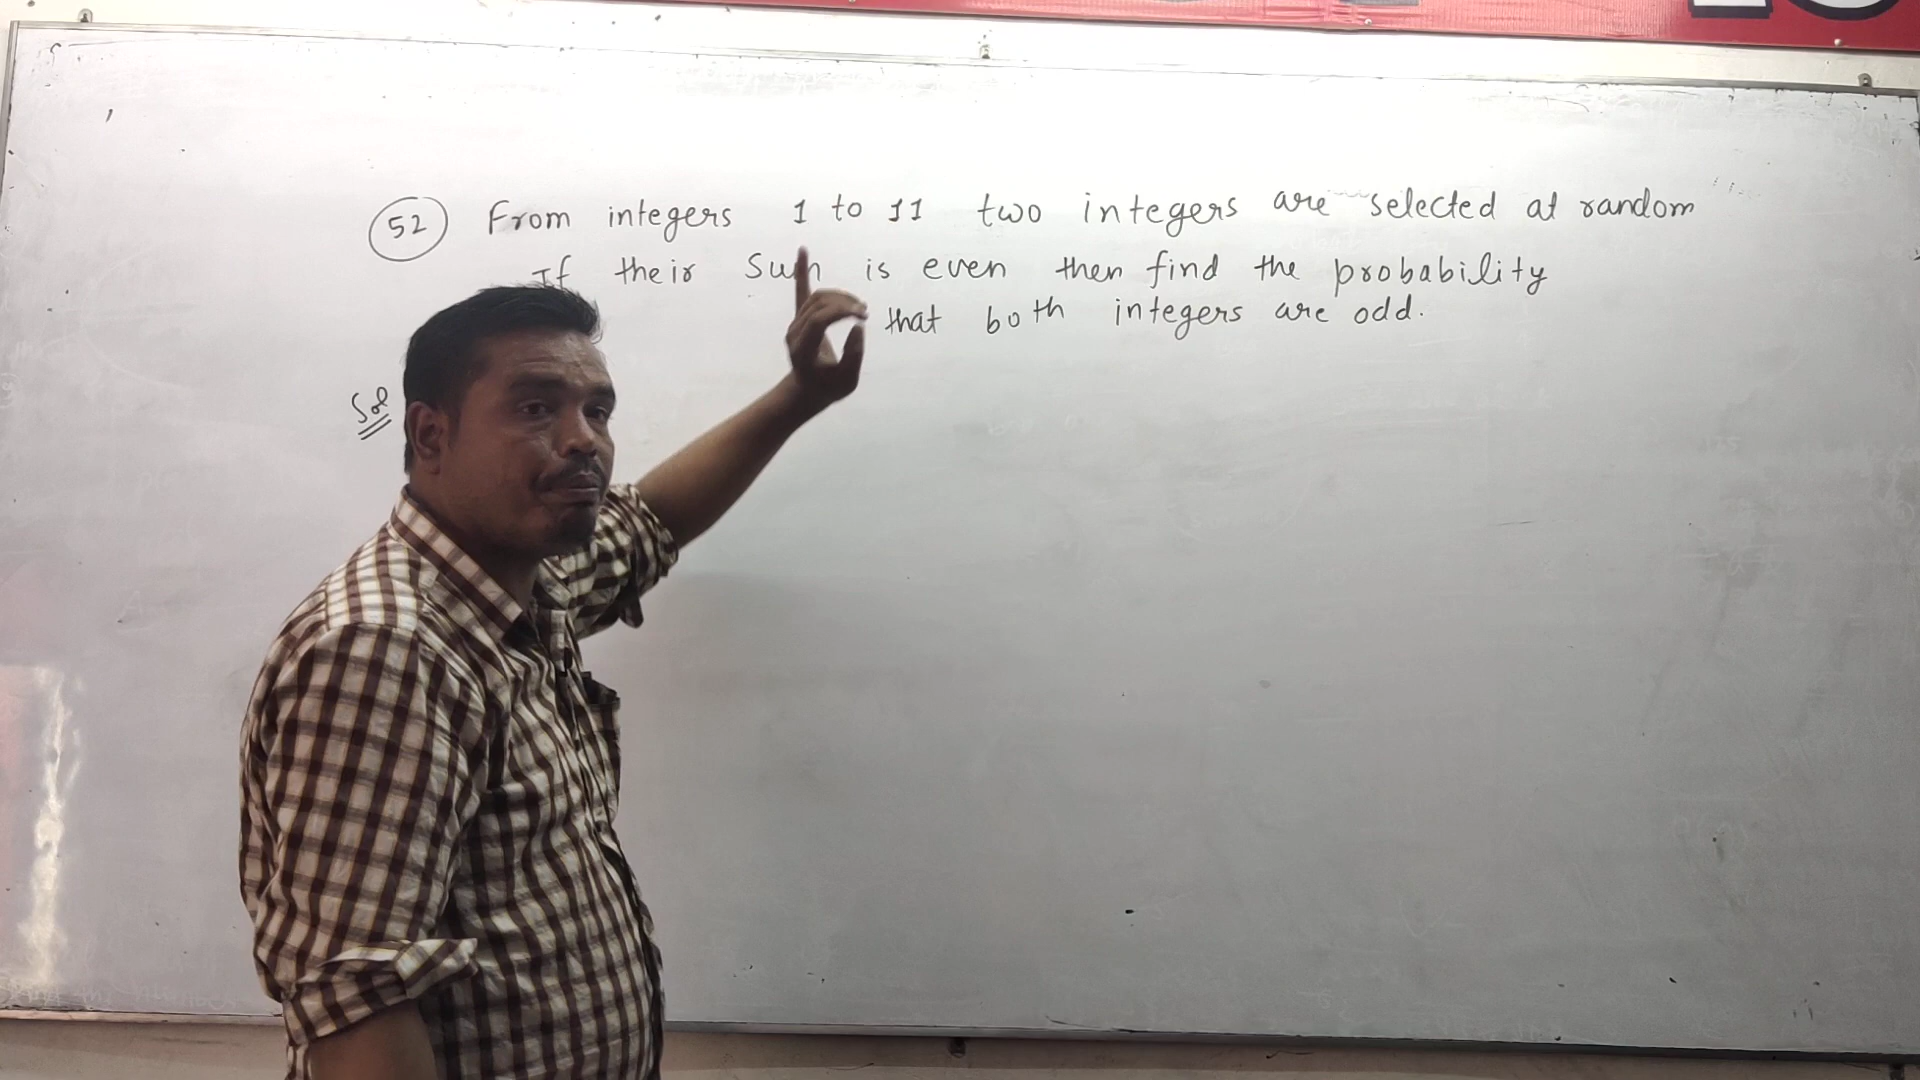 52 From integers 1 to 11 two integers are selected at random
If their sum is even then find the probability
that both integers are odd.
Sol